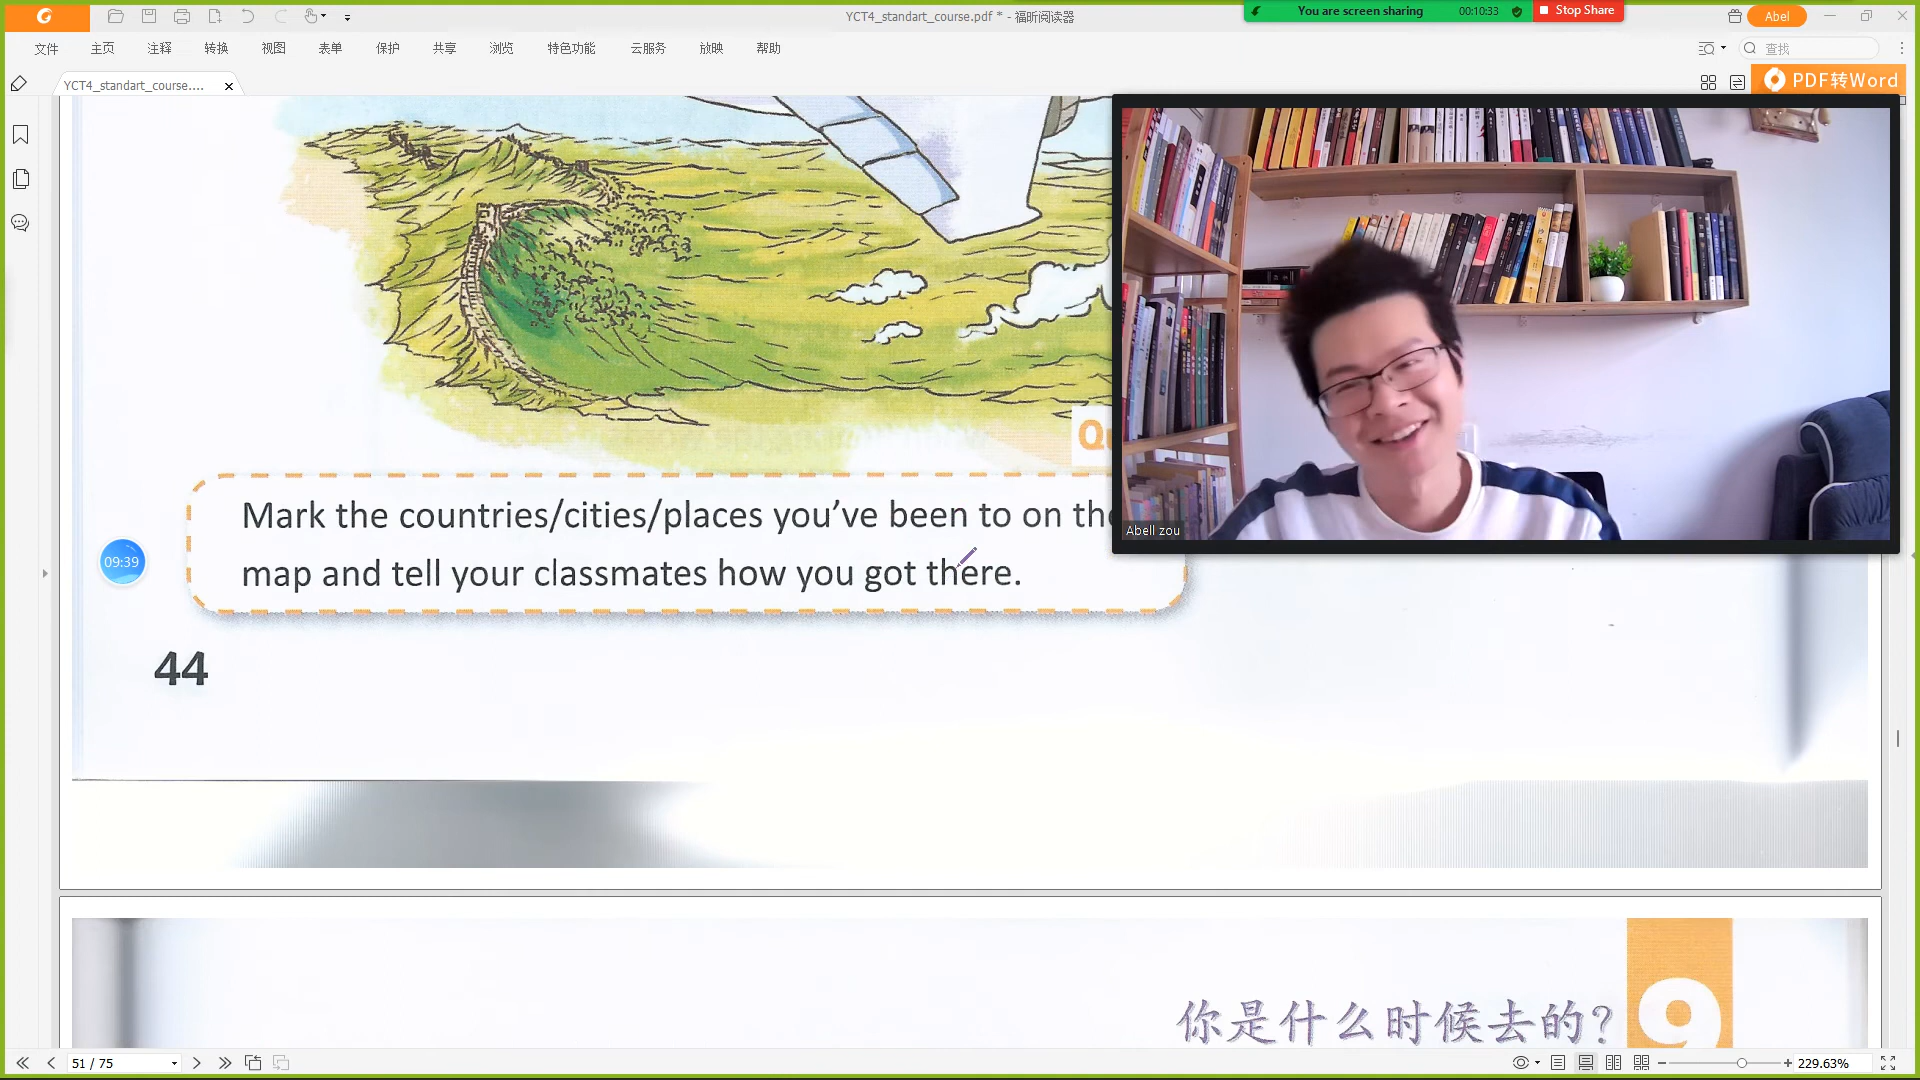 YCT4_standart_course.pdf * - 福昕阅读器
You are screen sharing 00:10:33 Stop Share
Abel
文件 主页 注释 转换 视图 表单 保护 共享 浏览 特色功能 云服务 放映 帮助
查找
YCT4_standart_course....
PDF转Word
Qu
Abell zou
Mark the countries/cities/places you've been to on the
map and tell your classmates how you got there.
09:39
44
你是什么时候去的?
9
51 / 75
229.63%